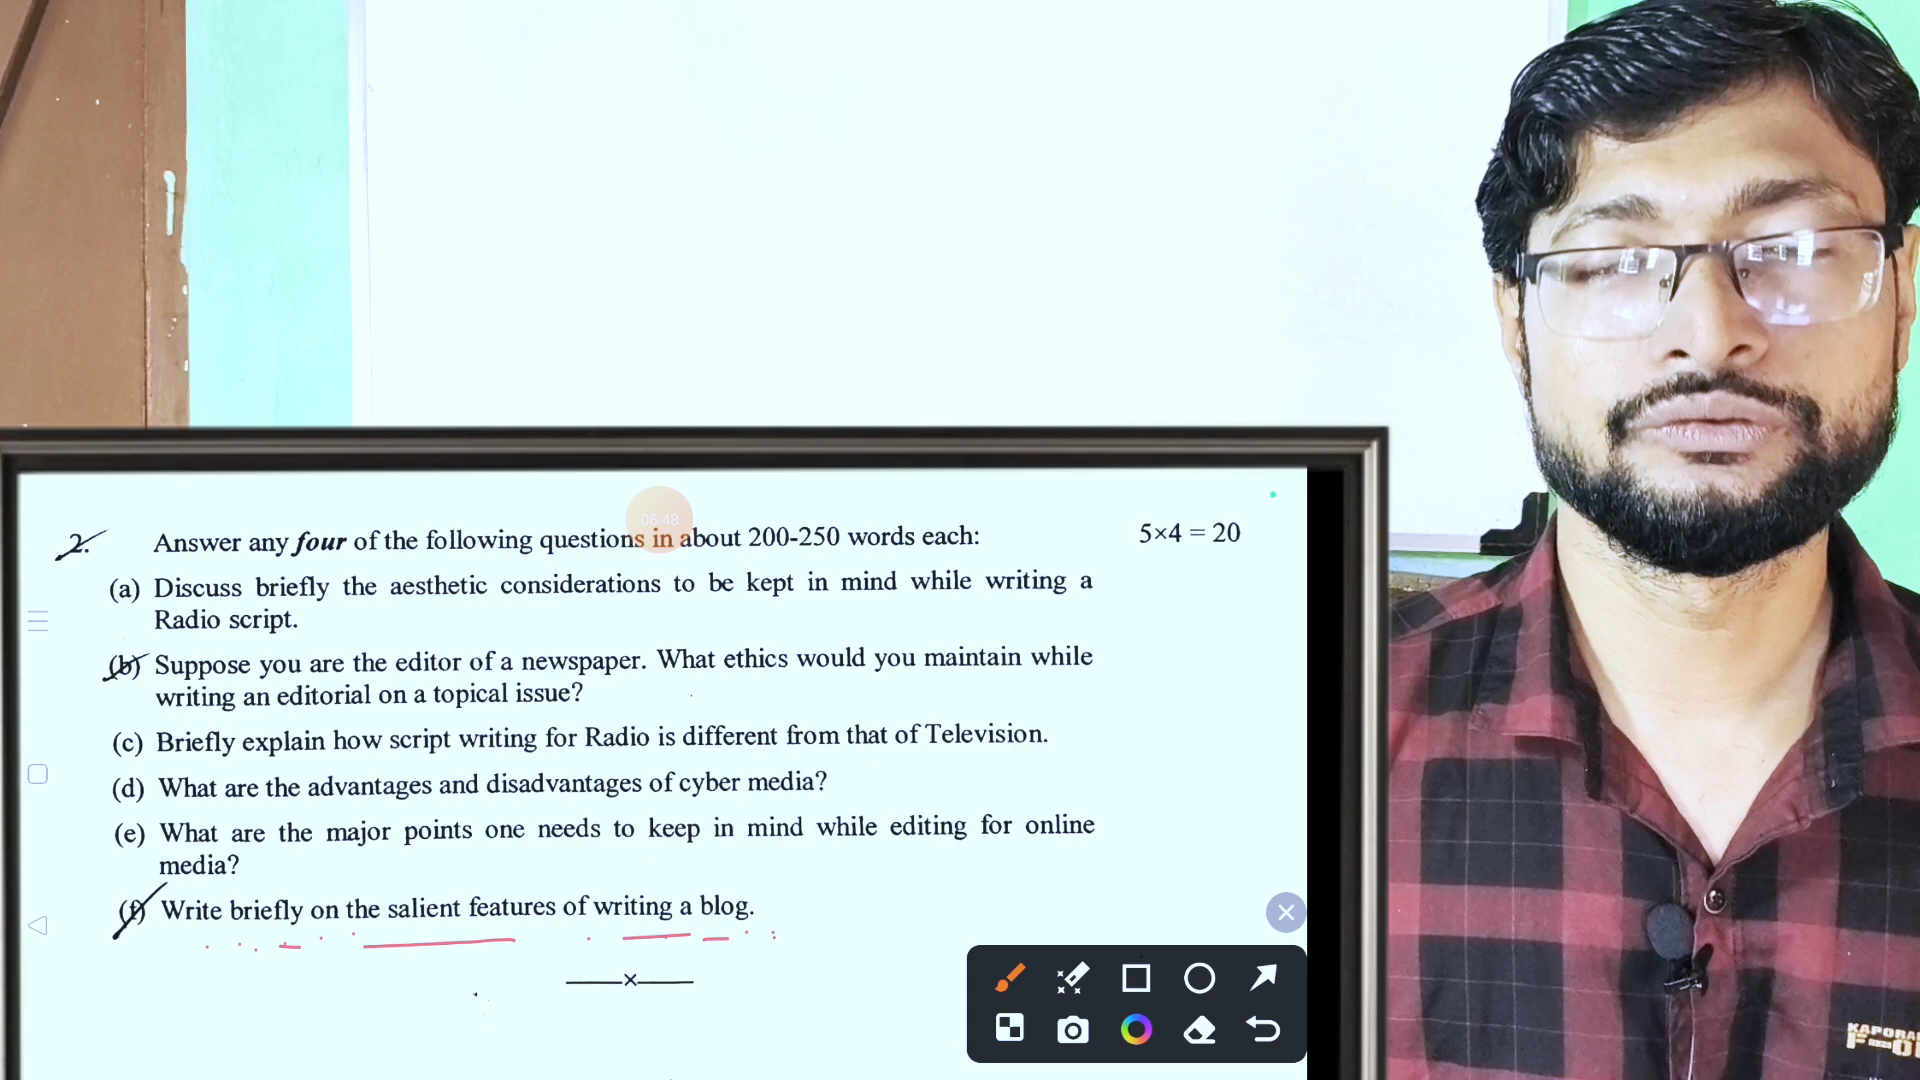 06:48
2. Answer any four of the following questions in about 200-250 words each: 5×4 = 20
(a) Discuss briefly the aesthetic considerations to be kept in mind while writing a
Radio script.
(b) Suppose you are the editor of a newspaper. What ethics would you maintain while
writing an editorial on a topical issue?
(c) Briefly explain how script writing for Radio is different from that of Television.
(d) What are the advantages and disadvantages of cyber media?
(e) What are the major points one needs to keep in mind while editing for online
media?
(f) Write briefly on the salient features of writing a blog.
x